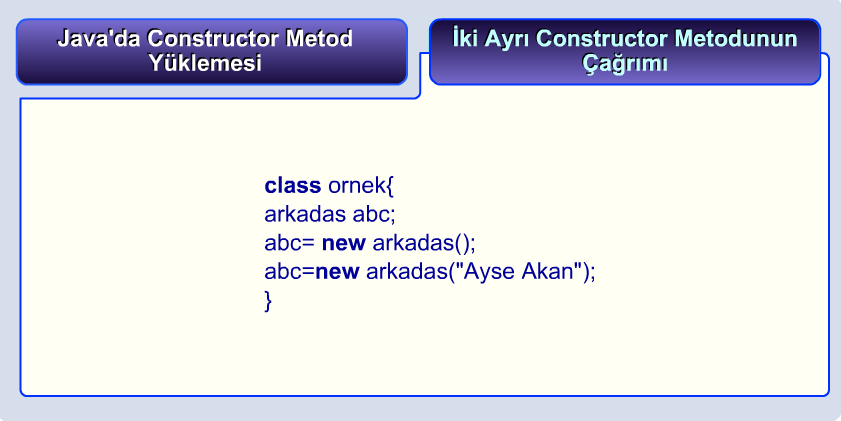 Java'da Constructor Metod
Yüklemesi
İki Ayrı Constructor Metodunun
Çağrımı
class ornek{
arkadas abc;
abc= new arkadas();
abc=new arkadas("Ayse Akan");
}